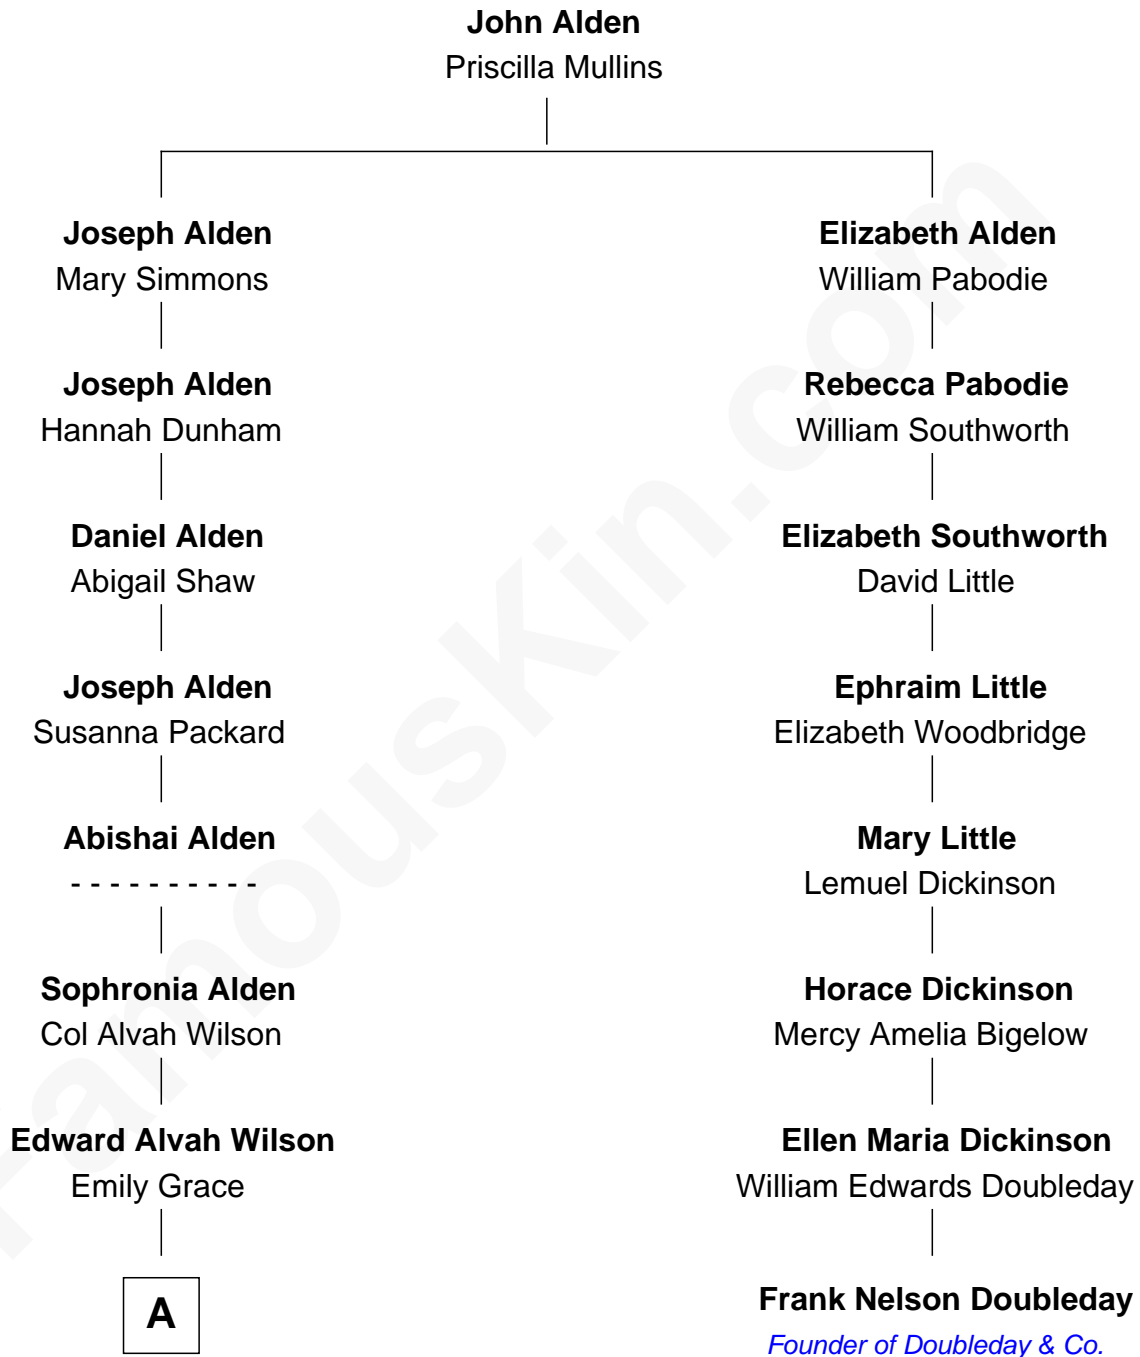 John Alden
Priscilla Mullins
Joseph Alden
Mary Simmons
Elizabeth Alden
William Pabodie
Joseph Alden
Hannah Dunham
Rebecca Pabodie
William Southworth
Daniel Alden
Abigail Shaw
Elizabeth Southworth
David Little
Joseph Alden
Susanna Packard
Ephraim Little
Elizabeth Woodbridge
Abishai Alden
- - - - - - - - - -
Mary Little
Lemuel Dickinson
Sophronia Alden
Col Alvah Wilson
Horace Dickinson
Mercy Amelia Bigelow
Edward Alvah Wilson
Emily Grace
Ellen Maria Dickinson
William Edwards Doubleday
A
Frank Nelson Doubleday
Founder of Doubleday & Co.
FamousKin.com